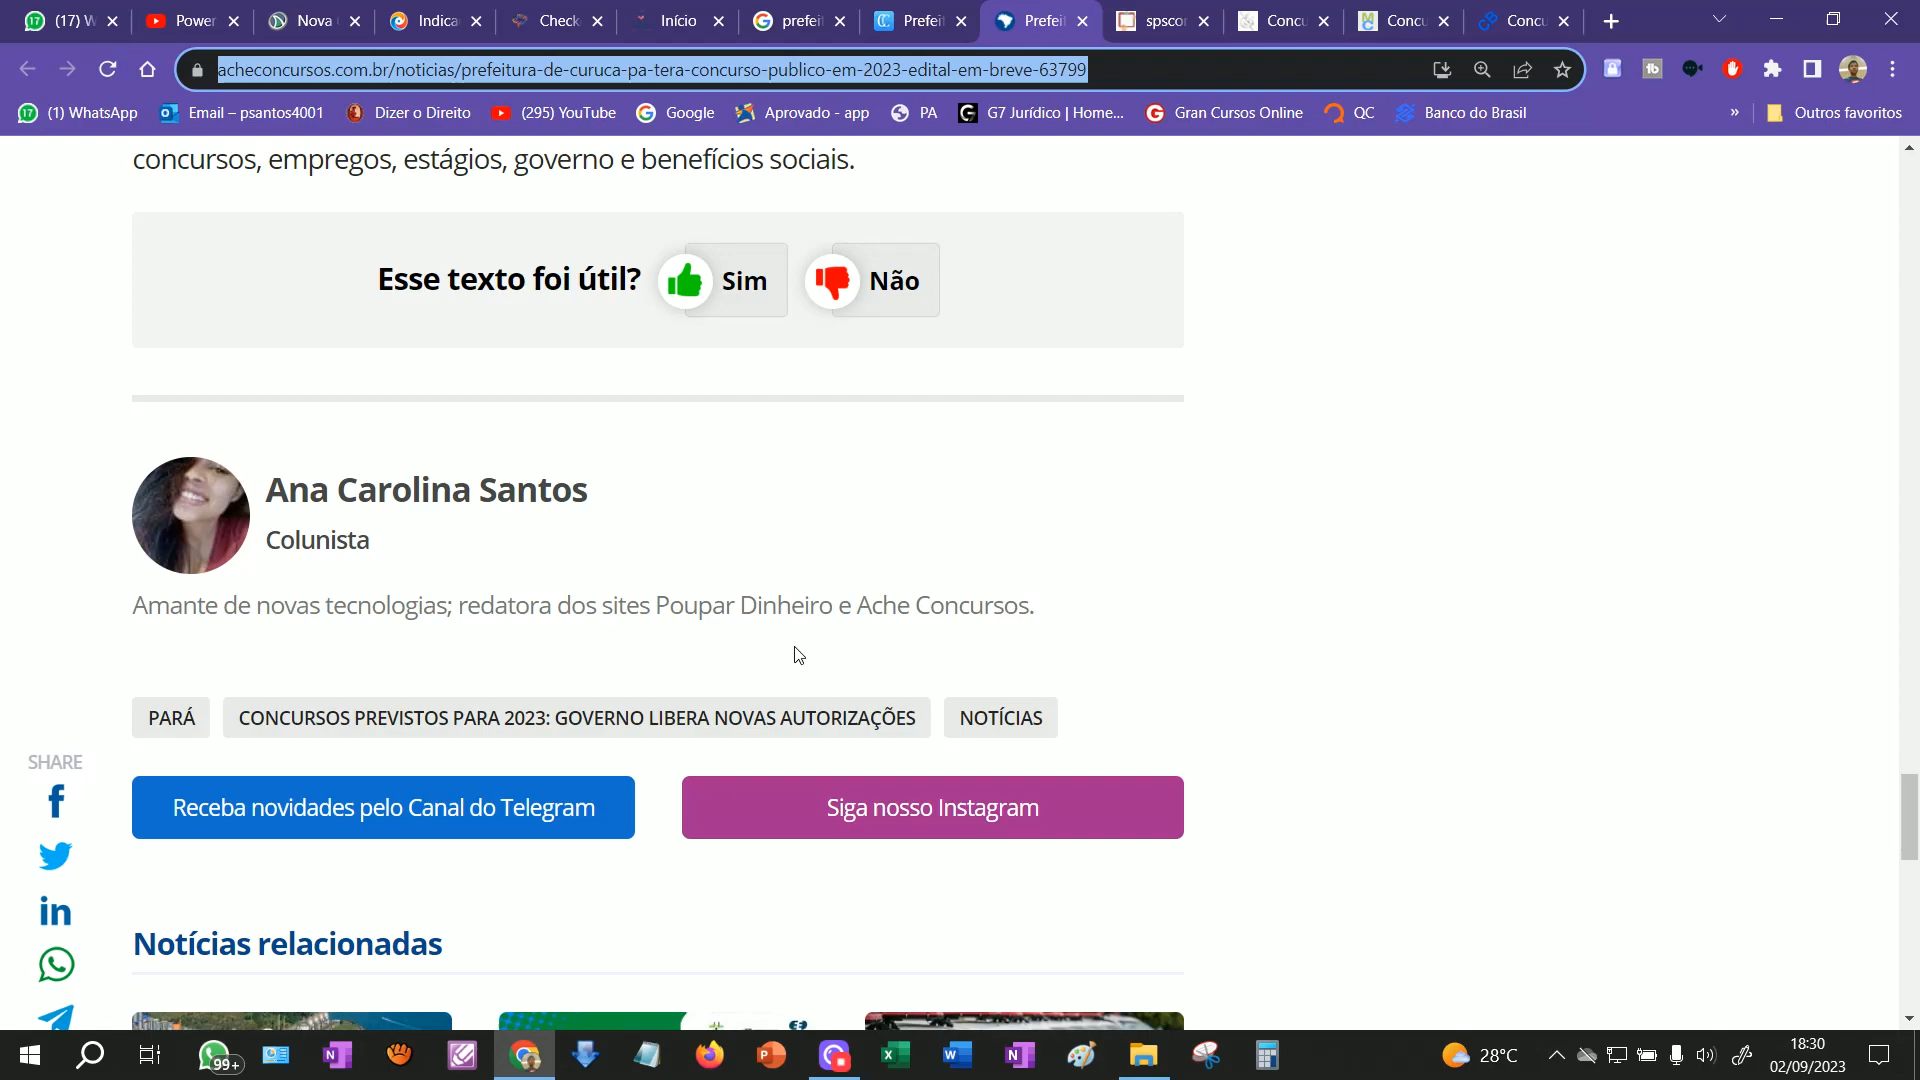 (17) W
Power
Nova
Indica
Check
Início
prefeit
Prefeit
Prefeit
spscor
Concu
Concu
Concu
acheconcursos.com.br/noticias/prefeitura-de-curuca-pa-tera-concurso-publico-em-2023-edital-em-breve-63799
(1) WhatsApp
Email – psantos4001
Dizer o Direito
(295) YouTube
Google
Aprovado - app
PA
G7 Jurídico | Home...
Gran Cursos Online
QC
Banco do Brasil
»
Outros favoritos
concursos, empregos, estágios, governo e benefícios sociais.
Esse texto foi útil? Sim Não
Ana Carolina Santos
Colunista
Amante de novas tecnologias; redatora dos sites Poupar Dinheiro e Ache Concursos.
PARÁ
CONCURSOS PREVISTOS PARA 2023: GOVERNO LIBERA NOVAS AUTORIZAÇÕES
NOTÍCIAS
SHARE
Receba novidades pelo Canal do Telegram
Siga nosso Instagram
Notícias relacionadas
99+
28°C
18:30
02/09/2023